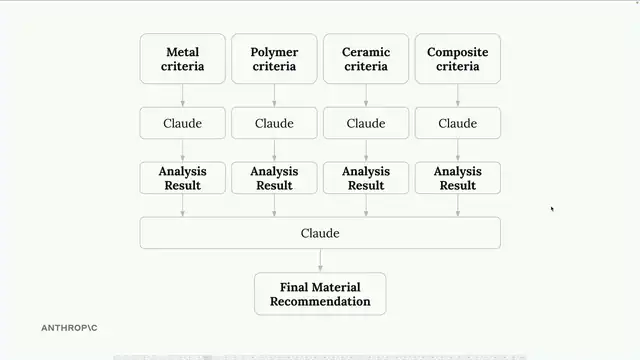 Metal
criteria
Polymer
criteria
Ceramic
criteria
Composite
criteria
Claude
Claude
Claude
Claude
Analysis
Result
Analysis
Result
Analysis
Result
Analysis
Result
Claude
Final Material
Recommendation
ANTHROP\C